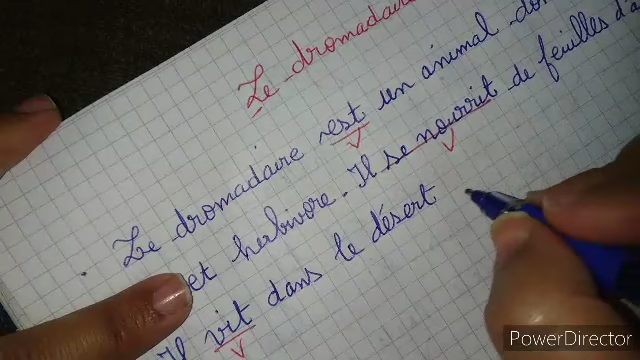 Le dromadaire
Le dromadaire est un animal
et herbivore. Il se nourrit de feuilles
Il vit dans le désert
V
V
V
PowerDirector